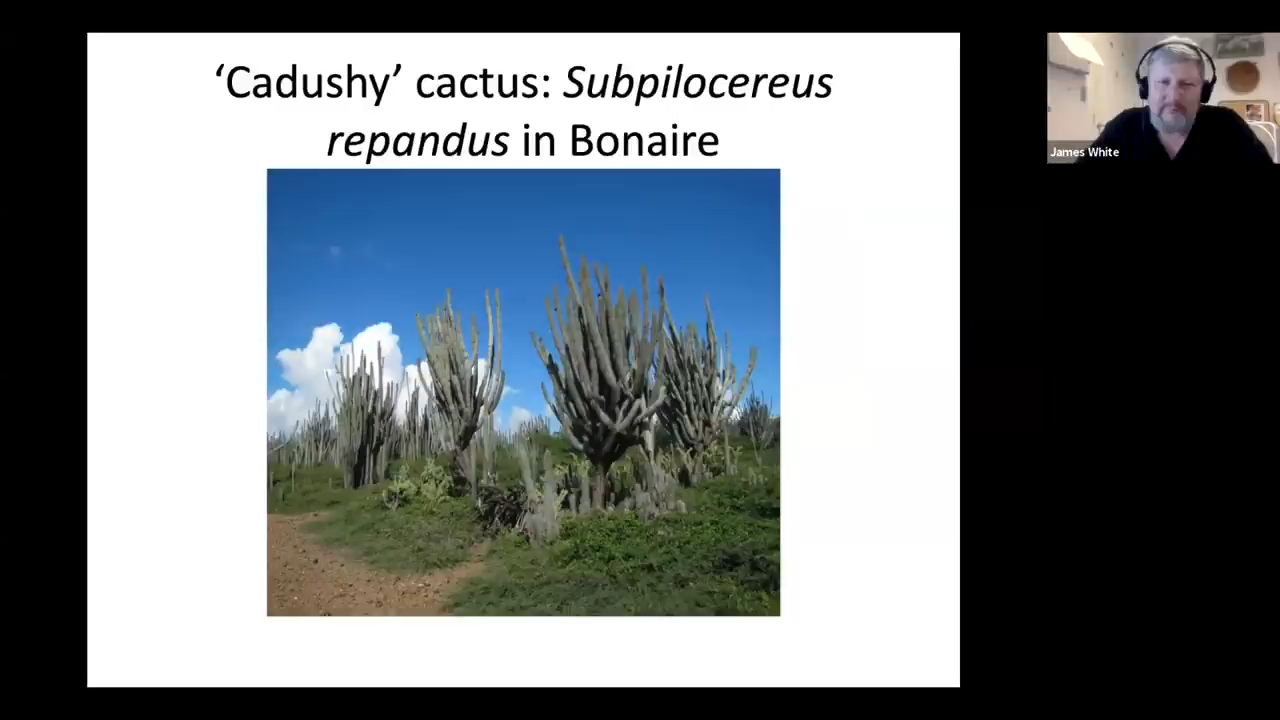 ‘Cadushy’ cactus: Subpilocereus
repandus in Bonaire
James White